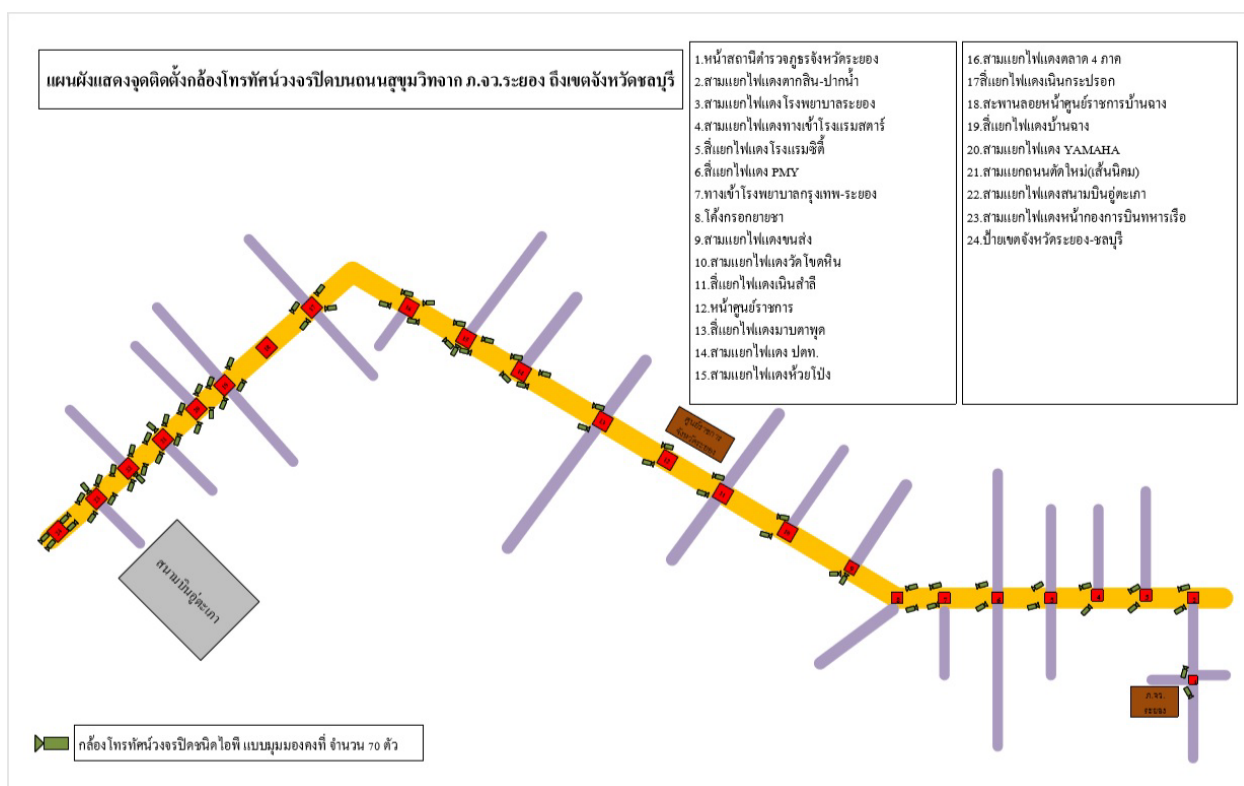 แผนผังแสดงจุดติดตั้งกล้องโทรทัศน์วงจรปิดบนถนนสุขุมวิทจาก ภ.จว.ระยอง ถึงเขตจังหวัดชลบุรี
1.หน้าสถานีตำรวจภูธรจังหวัดระยอง
2.สามแยกไฟแดงตากสิน-ปากน้ำ
3.สามแยกไฟแดงโรงพยาบาลระยอง
4.สามแยกไฟแดงทางเข้าโรงแรมสตาร์
5.สี่แยกไฟแดงโรงแรมซิตี้
6.สี่แยกไฟแดง PMY
7.ทางเข้าโรงพยาบาลกรุงเทพ-ระยอง
8.โค้งกรอกยายชา
9.สามแยกไฟแดงขนส่ง
10.สามแยกไฟแดงวัดโขดหิน
11.สี่แยกไฟแดงเนินสำลี
12.หน้าศูนย์ราชการ
13.สี่แยกไฟแดงมาบตาพุด
14.สามแยกไฟแดง ปตท.
15.สามแยกไฟแดงห้วยโป่ง
16.สามแยกไฟแดงตลาด 4 ภาค
17สี่แยกไฟแดงเนินกระปรอก
18.สะพานลอยหน้าศูนย์ราชการบ้านฉาง
19.สี่แยกไฟแดงบ้านฉาง
20.สามแยกไฟแดง YAMAHA
21.สามแยกถนนตัดใหม่(เส้นนิคม)
22.สามแยกไฟแดงสนามบินอู่ตะเภา
23.สามแยกไฟแดงหน้ากองการบินทหารเรือ
24.ป้ายเขตจังหวัดระยอง-ชลบุรี
ศูนย์ราชการ
จังหวัดระยอง
สนามบินอู่ตะเภา
ภ.จว.
ระยอง
กล้องโทรทัศน์วงจรปิดชนิดไอพี แบบมุมมองคงที่ จำนวน 70 ตัว